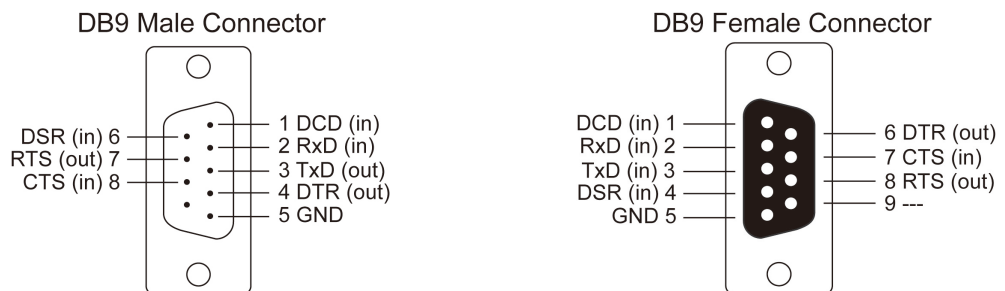 DB9 Male Connector
DSR (in) 6
RTS (out) 7
CTS (in) 8
1 DCD (in)
2 RxD (in)
3 TxD (out)
4 DTR (out)
5 GND
DB9 Female Connector
DCD (in) 1
RxD (in) 2
TxD (in) 3
DSR (in) 4
GND 5
6 DTR (out)
7 CTS (in)
8 RTS (out)
9 ---